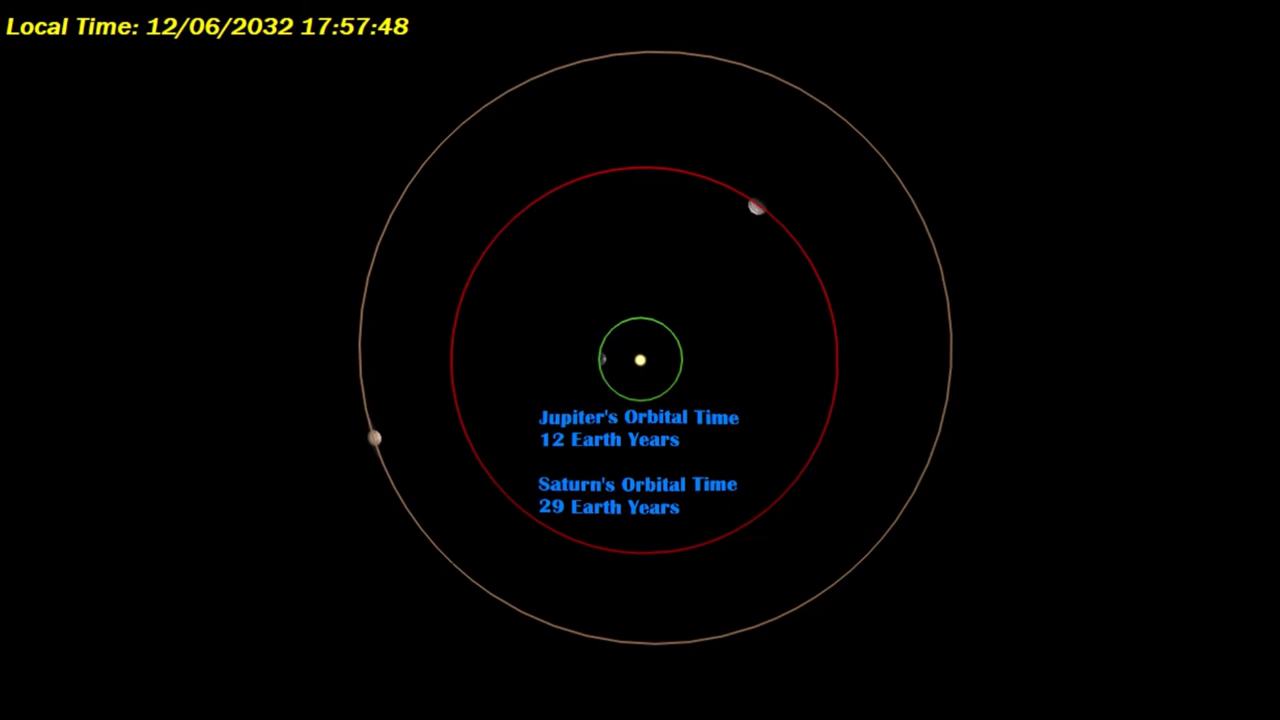 Local Time: 12/06/2032 17:57:48
Jupiter's Orbital Time
12 Earth Years
Saturn's Orbital Time
29 Earth Years